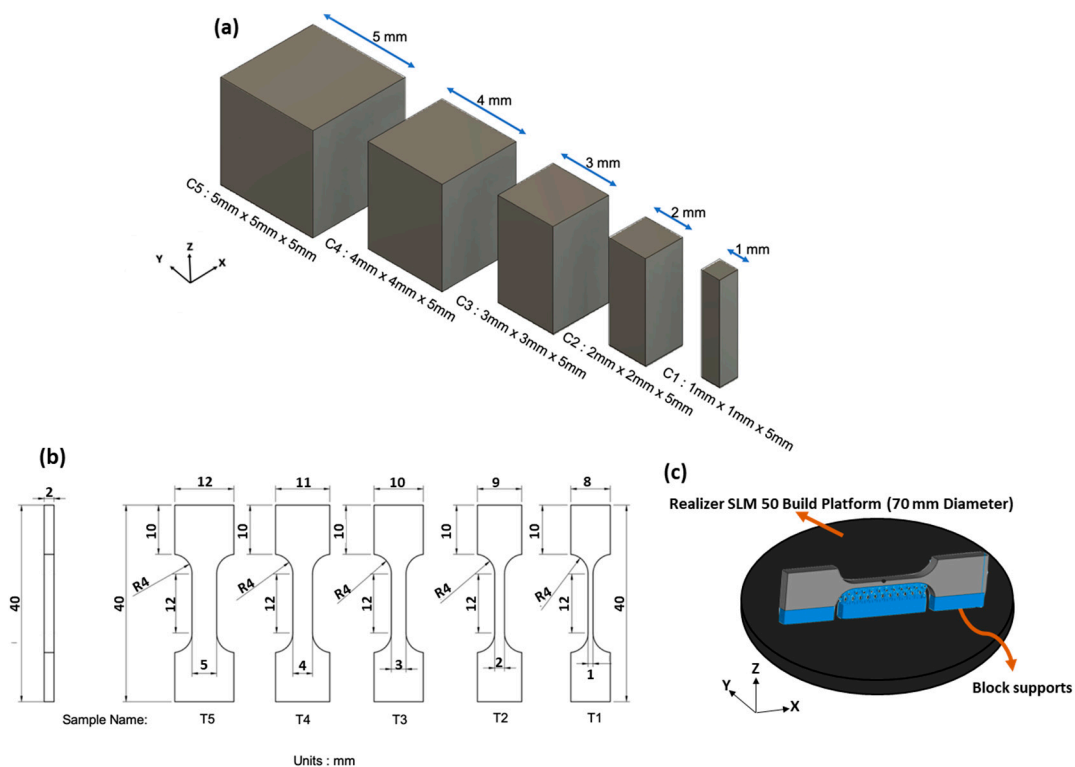 (a)
5 mm
4 mm
3 mm
2 mm
1 mm
C5 : 5mm x 5mm x 5mm
C4 : 4mm x 4mm x 5mm
C3 : 3mm x 3mm x 5mm
C2 : 2mm x 2mm x 5mm
C1 : 1mm x 1mm x 5mm
Z
Y
X
(b)
2
12
11
10
9
8
10
10
10
10
10
R4
R4
R4
R4
R4
40
40
12
12
12
12
12
40
5
4
3
2
1
Sample Name:
T5
T4
T3
T2
T1
Units : mm
(c)
Realizer SLM 50 Build Platform (70 mm Diameter)
Block supports
Z
Y
X